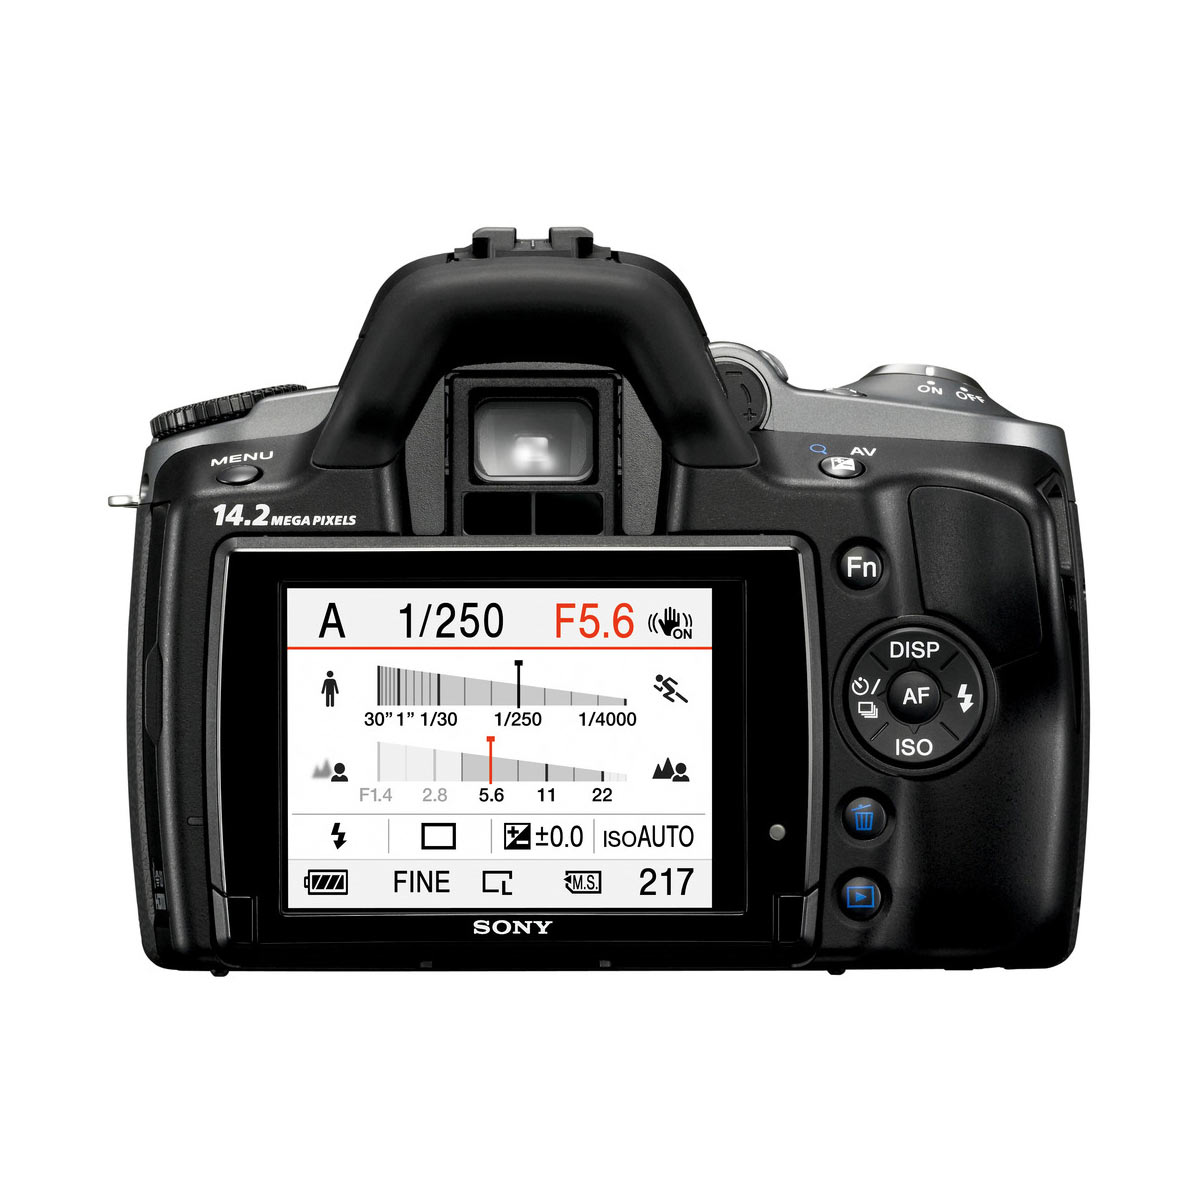 ON OFF
MENU
AV
14.2 MEGA PIXELS
Fn
A 1/250 F5.6 ON
30” 1” 1/30 1/250 1/4000
F1.4 2.8 5.6 11 22
±0.0 ISO AUTO
FINE L M.S. 217
SONY
DISP
AF
ISO